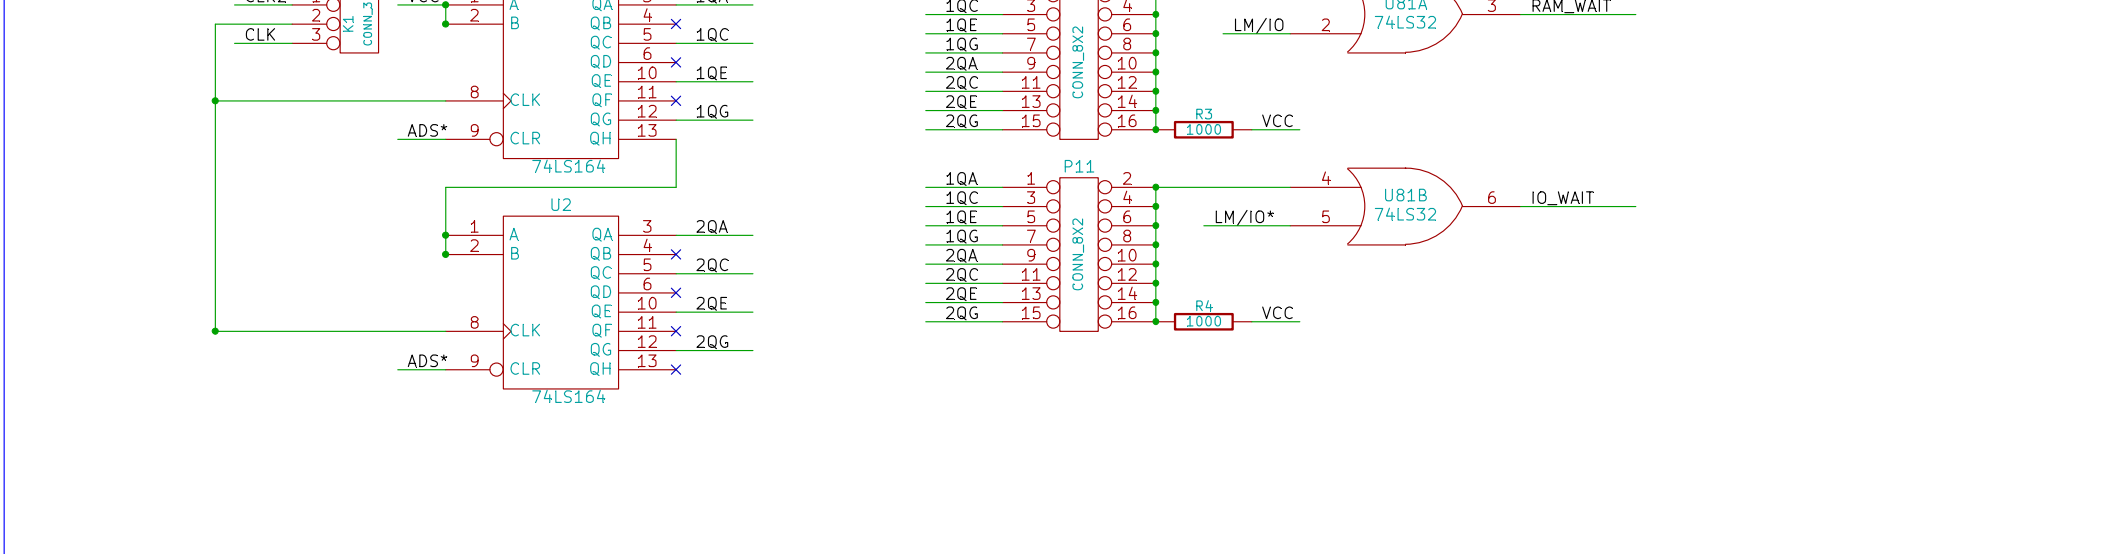 K1
CONN_3
2
CLK
3
8
CLK
ADS*
9
CLR
1
A
2
B
QA
3
1QA
QB
4
QC
5
1QC
QD
6
QE
10
1QE
QF
11
QG
12
1QG
QH
13
74LS164
U2
1
A
2
B
8
CLK
ADS*
9
CLR
QA
3
2QA
QB
4
QC
5
2QC
QD
6
QE
10
2QE
QF
11
QG
12
2QG
QH
13
74LS164
1QC
3
4
1QE
5
6
1QG
7
8
2QA
9
10
2QC
11
12
2QE
13
14
2QG
15
16
CONN_8X2
R3
1000
VCC
LM/IO
2
U81A
74LS32
3
RAM_WAIT
P11
1QA
1
2
1QC
3
4
1QE
5
6
1QG
7
8
2QA
9
10
2QC
11
12
2QE
13
14
2QG
15
16
CONN_8X2
R4
1000
VCC
4
LM/IO*
5
U81B
74LS32
6
IO_WAIT